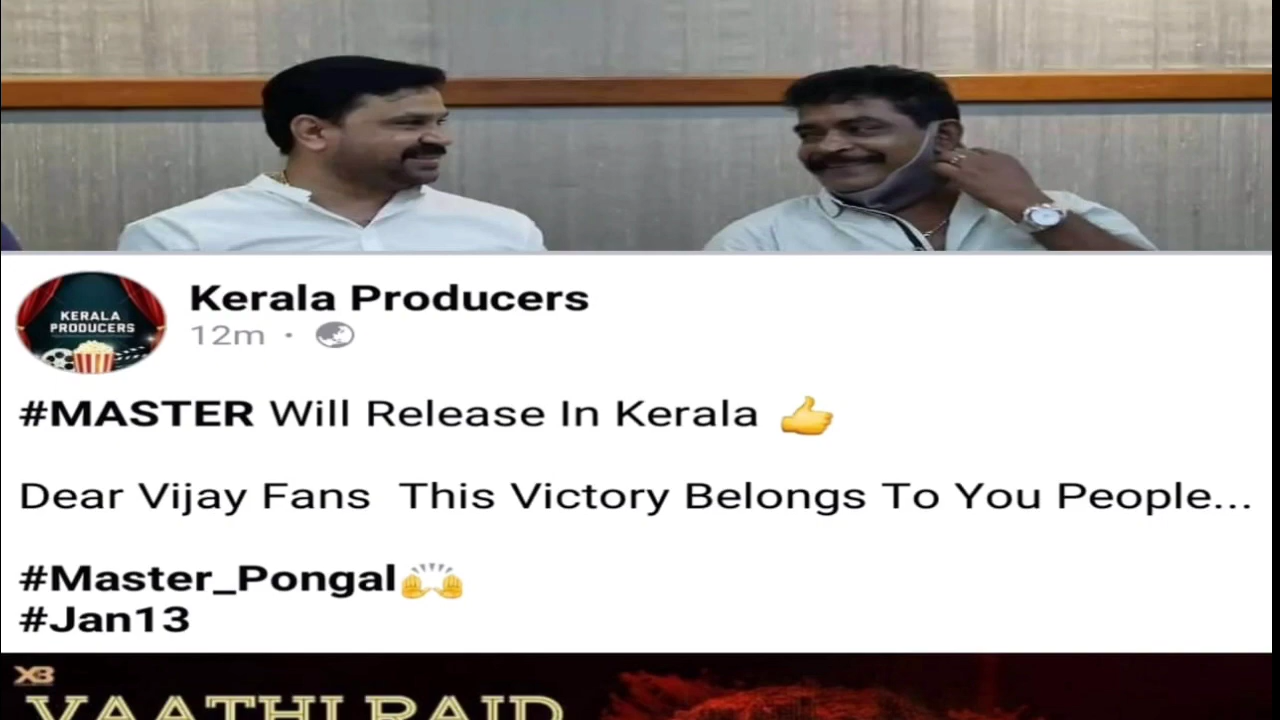 KERALA
PRODUCERS
Kerala Producers
12m ·
#MASTER Will Release In Kerala 👍
Dear Vijay Fans This Victory Belongs To You People...
#Master_Pongal🙌
#Jan13
XB
VAATHI RAID